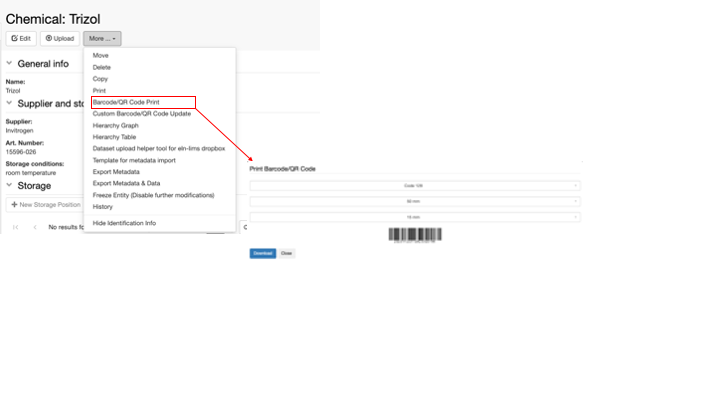 Chemical: Trizol
Edit
Upload
More ...
Move
Delete
Copy
Print
Barcode/QR Code Print
Custom Barcode/QR Code Update
Hierarchy Graph
Hierarchy Table
Dataset upload helper tool for eln-lims dropbox
Template for metadata import
Export Metadata
Export Metadata & Data
Freeze Entity (Disable further modifications)
History
Hide Identification Info
General info
Name:
Trizol
Supplier and sto
Supplier:
Invitrogen
Art. Number:
15596-026
Storage conditions:
room temperature
Storage
New Storage Position
No results fo
Print Barcode/QR Code
Code 128
50 mm
15 mm
Download
Close